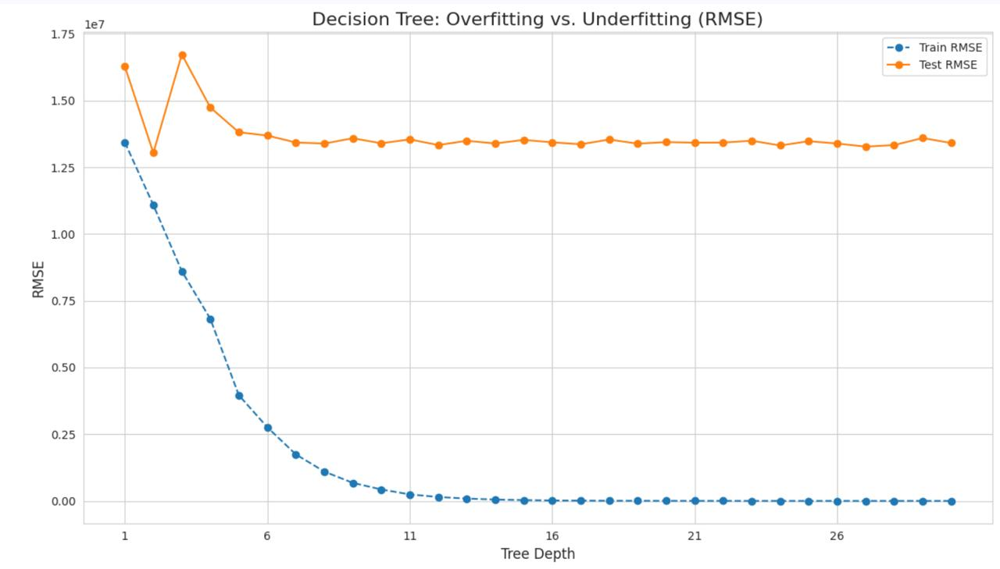 Decision Tree: Overfitting vs. Underfitting (RMSE)
1e7
1.75
1.50
1.25
1.00
0.75
0.50
0.25
0.00
RMSE
Train RMSE
Test RMSE
1 6 11 16 21 26
Tree Depth